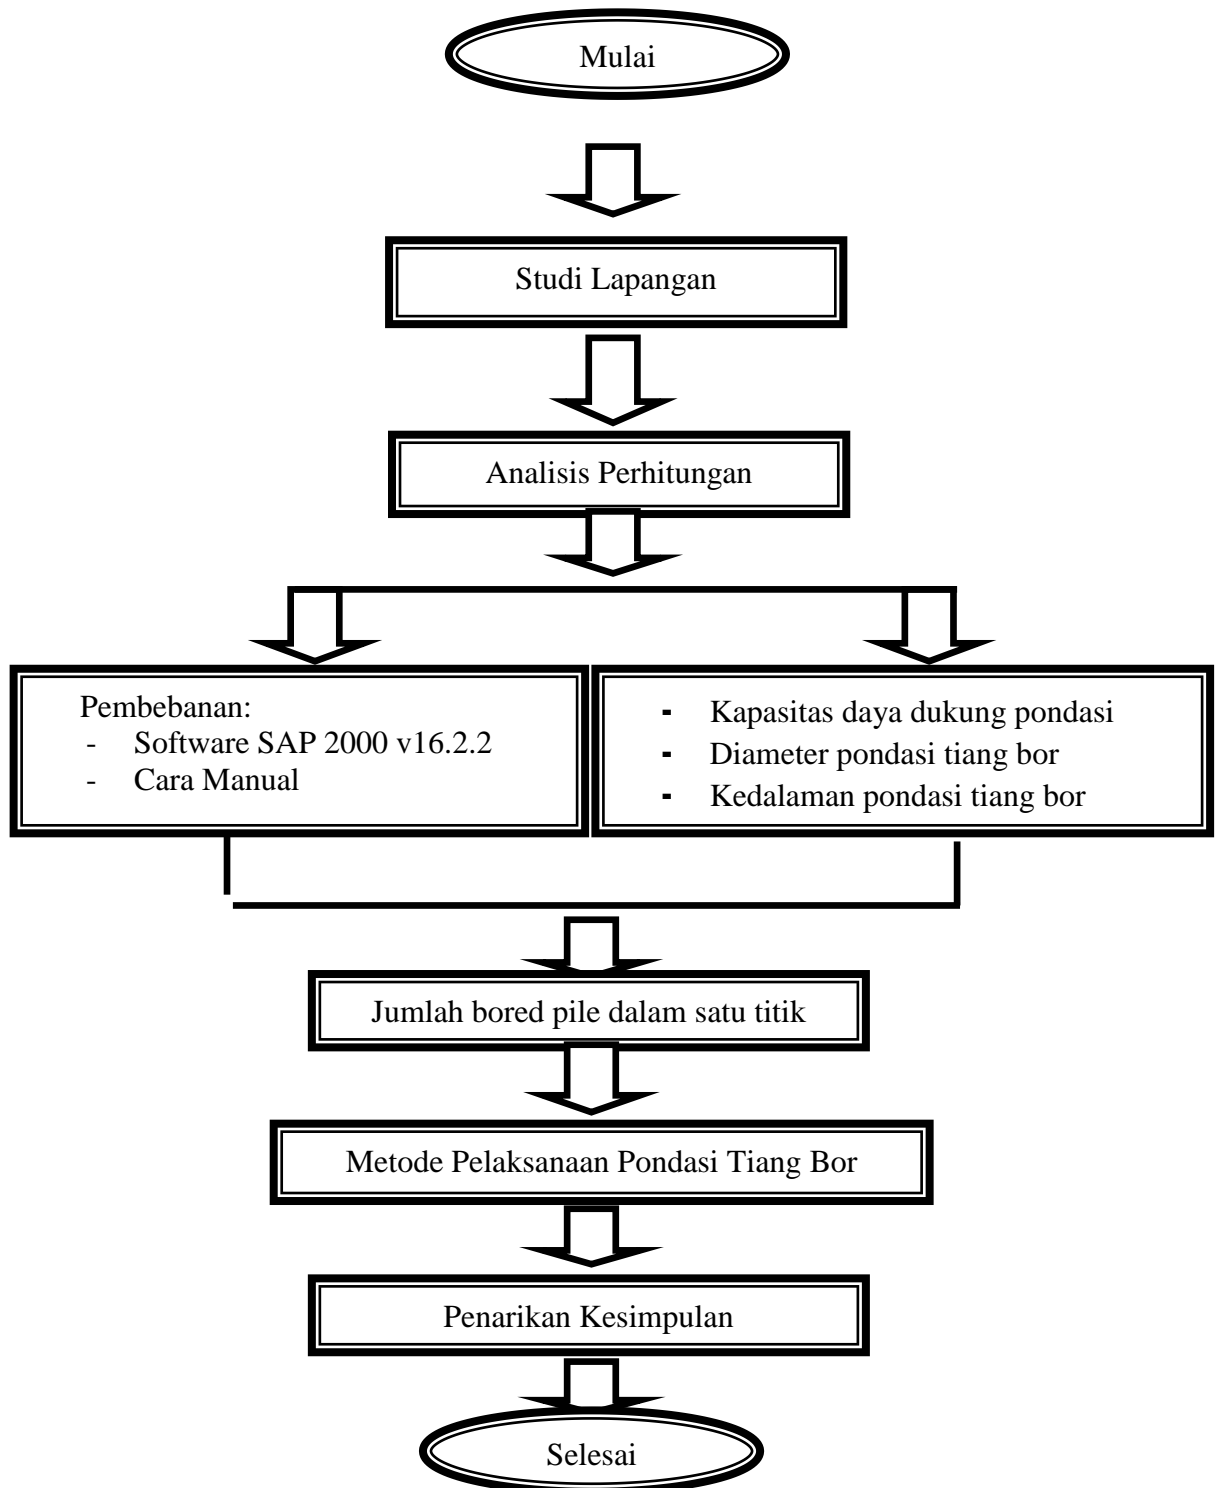 Mulai
Studi Lapangan
Analisis Perhitungan
Pembebanan:
- Software SAP 2000 v16.2.2
- Cara Manual
- Kapasitas daya dukung pondasi
- Diameter pondasi tiang bor
- Kedalaman pondasi tiang bor
Jumlah bored pile dalam satu titik
Metode Pelaksanaan Pondasi Tiang Bor
Penarikan Kesimpulan
Selesai